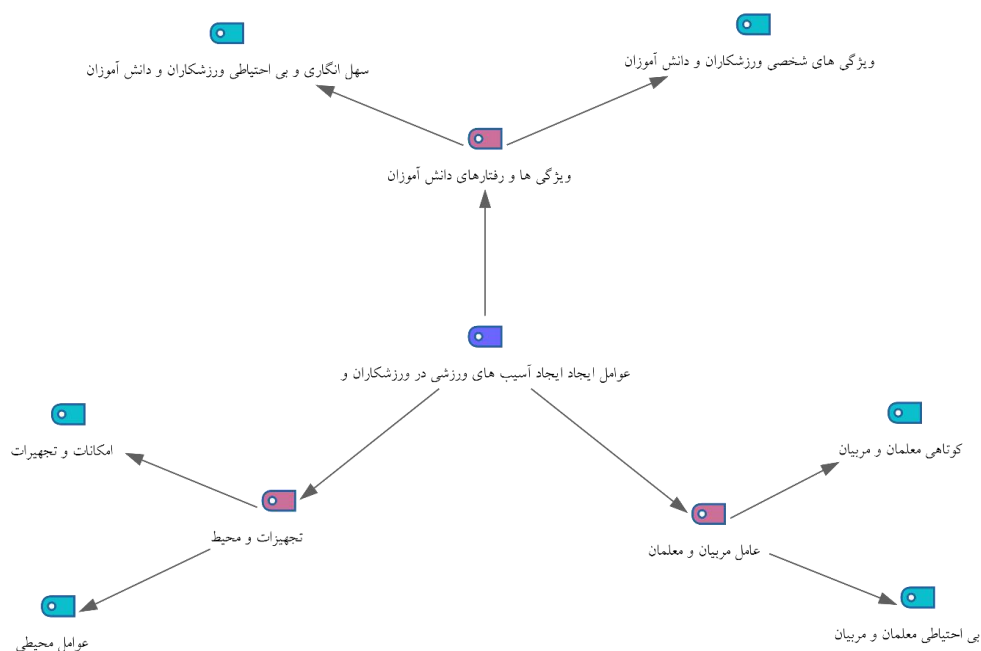 ویژگی های شخصی ورزشکاران و دانش آموزان
سهل انگاری و بی احتیاطی ورزشکاران و دانش آموزان
ویژگی ها و رفتارهای دانش آموزان
عوامل ایجاد ایجاد آسیب های ورزشی در ورزشکاران و
کوتاهی معلمان و مربیان
امکانات و تجهیرات
تجهیزات و محیط
عامل مربیان و معلمان
بی احتیاطی معلمان و مربیان
عوامل محیطی